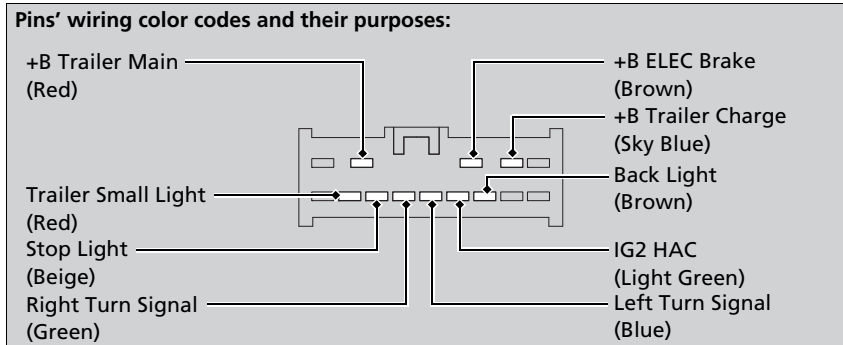 Pins’ wiring color codes and their purposes:
+B Trailer Main
(Red)
+B ELEC Brake
(Brown)
+B Trailer Charge
(Sky Blue)
Back Light
(Brown)
Trailer Small Light
(Red)
Stop Light
(Beige)
IG2 HAC
(Light Green)
Right Turn Signal
(Green)
Left Turn Signal
(Blue)